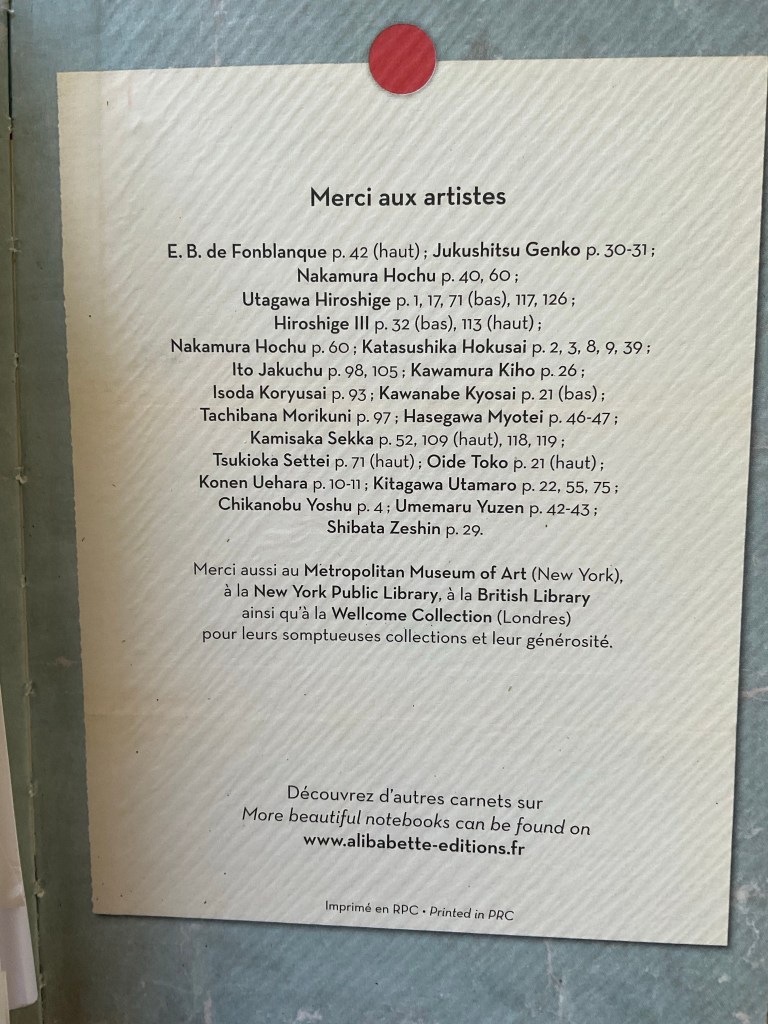 Merci aux artistes
E. B. de Fonblanque p. 42 (haut) ; Jukushitsu Genko p. 30-31 ;
Nakamura Hochu p. 40, 60 ;
Utagawa Hiroshige p. 1, 17, 71 (bas), 117, 126 ;
Hiroshige III p. 32 (bas), 113 (haut) ;
Nakamura Hochu p. 60 ; Katasushika Hokusai p. 2, 3, 8, 9, 39 ;
Ito Jakuchu p. 98, 105 ; Kawamura Kiho p. 26 ;
Isoda Koryusai p. 93 ; Kawanabe Kyosai p. 21 (bas) ;
Tachibana Morikuni p. 97 ; Hasegawa Myotei p. 46-47 ;
Kamisaka Sekka p. 52, 109 (haut), 118, 119 ;
Tsukioka Settei p. 71 (haut) ; Oide Toko p. 21 (haut) ;
Konen Uehara p. 10-11 ; Kitagawa Utamaro p. 22, 55, 75 ;
Chikanobu Yoshu p. 4 ; Umemaru Yuzen p. 42-43 ;
Shibata Zeshin p. 29.
Merci aussi au Metropolitan Museum of Art (New York),
à la New York Public Library, à la British Library
ainsi qu'à la Wellcome Collection (Londres)
pour leurs somptueuses collections et leur générosité.
Découvrez d'autres carnets sur
More beautiful notebooks can be found on
www.alibabette-editions.fr
Imprimé en RPC • Printed in PRC